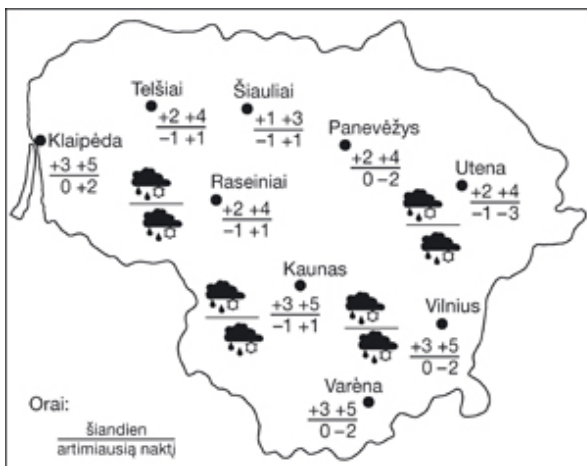 Telšiai
+2 +4
−1 +1
Šiauliai
+1 +3
−1 +1
Klaipėda
+3 +5
0 +2
Panevėžys
+2 +4
0 −2
Utena
+2 +4
−1 −3
Raseiniai
+2 +4
−1 +1
Kaunas
+3 +5
−1 +1
Vilnius
+3 +5
0 −2
Varėna
+3 +5
0 −2
Orai:
šiandien
artimiausią naktį